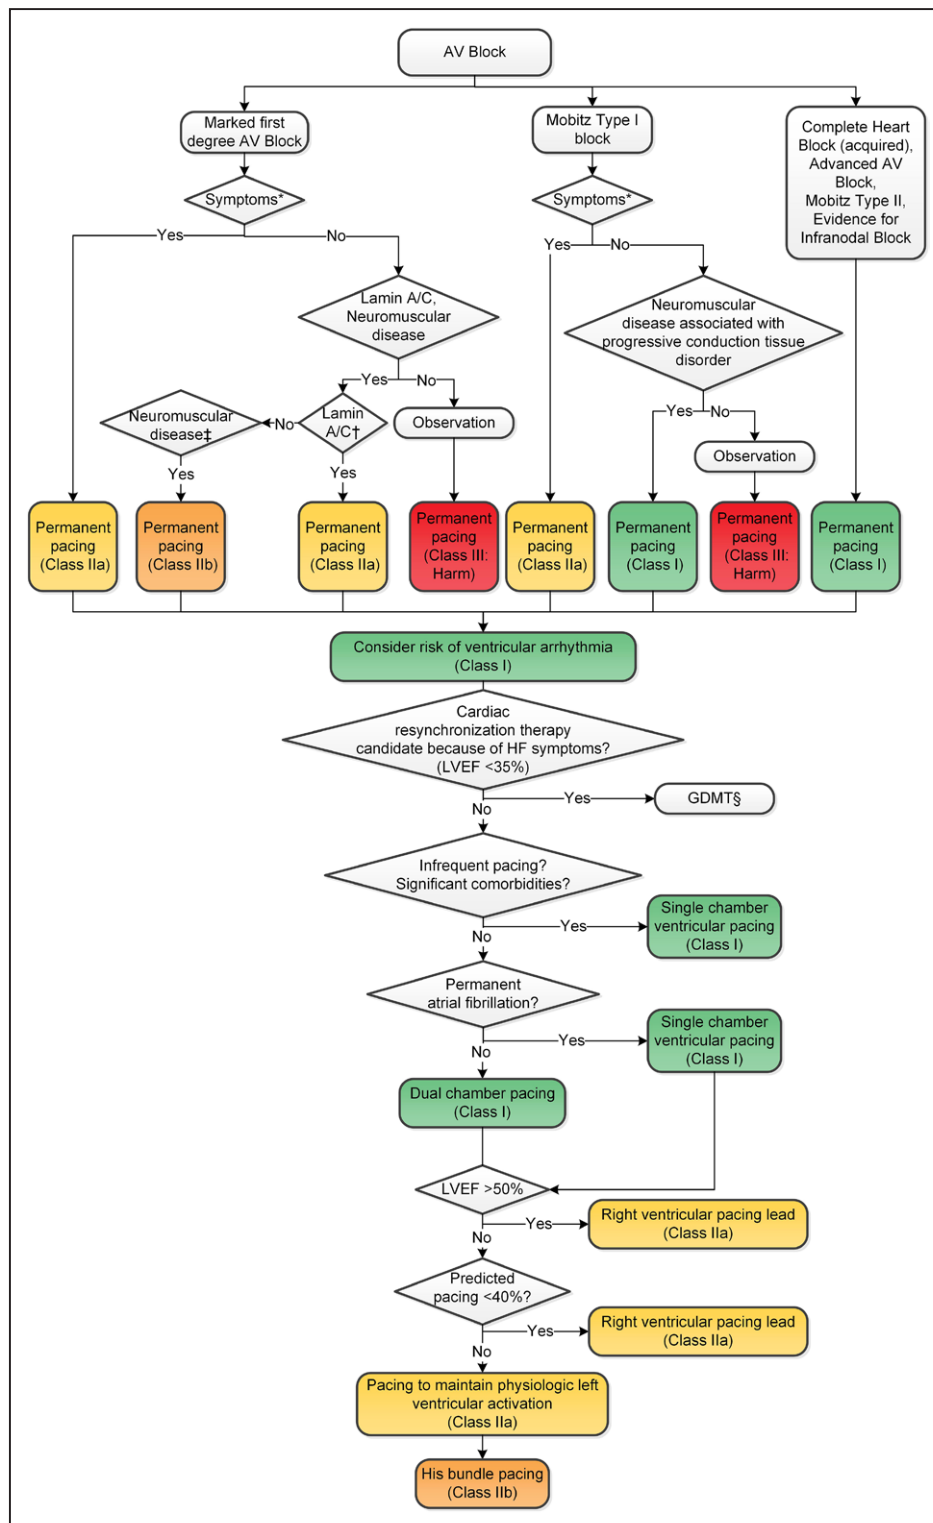 AV Block
Marked first
degree AV Block
Mobitz Type I
block
Complete Heart
Block (acquired),
Advanced AV
Block,
Mobitz Type II,
Evidence for
Infranodal Block
Symptoms*
Symptoms*
Yes
No
Yes
No
Lamin A/C,
Neuromuscular
disease
Neuromuscular
disease associated with
progressive conduction tissue
disorder
Yes
No
Neuromuscular
disease‡
No
Lamin
A/C†
Observation
Yes
No
Observation
Yes
Yes
Permanent
pacing
(Class IIa)
Permanent
pacing
(Class IIb)
Permanent
pacing
(Class IIa)
Permanent
pacing
(Class III:
Harm)
Permanent
pacing
(Class IIa)
Permanent
pacing
(Class I)
Permanent
pacing
(Class III:
Harm)
Permanent
pacing
(Class I)
Consider risk of ventricular arrhythmia
(Class I)
Cardiac
resynchronization therapy
candidate because of HF symptoms?
(LVEF <35%)
Yes
GDMT§
No
Infrequent pacing?
Significant comorbidities?
Yes
Single chamber
ventricular pacing
(Class I)
No
Permanent
atrial fibrillation?
Yes
Single chamber
ventricular pacing
(Class I)
No
Dual chamber pacing
(Class I)
LVEF >50%
Yes
Right ventricular pacing lead
(Class IIa)
No
Predicted
pacing <40%?
Yes
Right ventricular pacing lead
(Class IIa)
No
Pacing to maintain physiologic left
ventricular activation
(Class IIa)
His bundle pacing
(Class IIb)